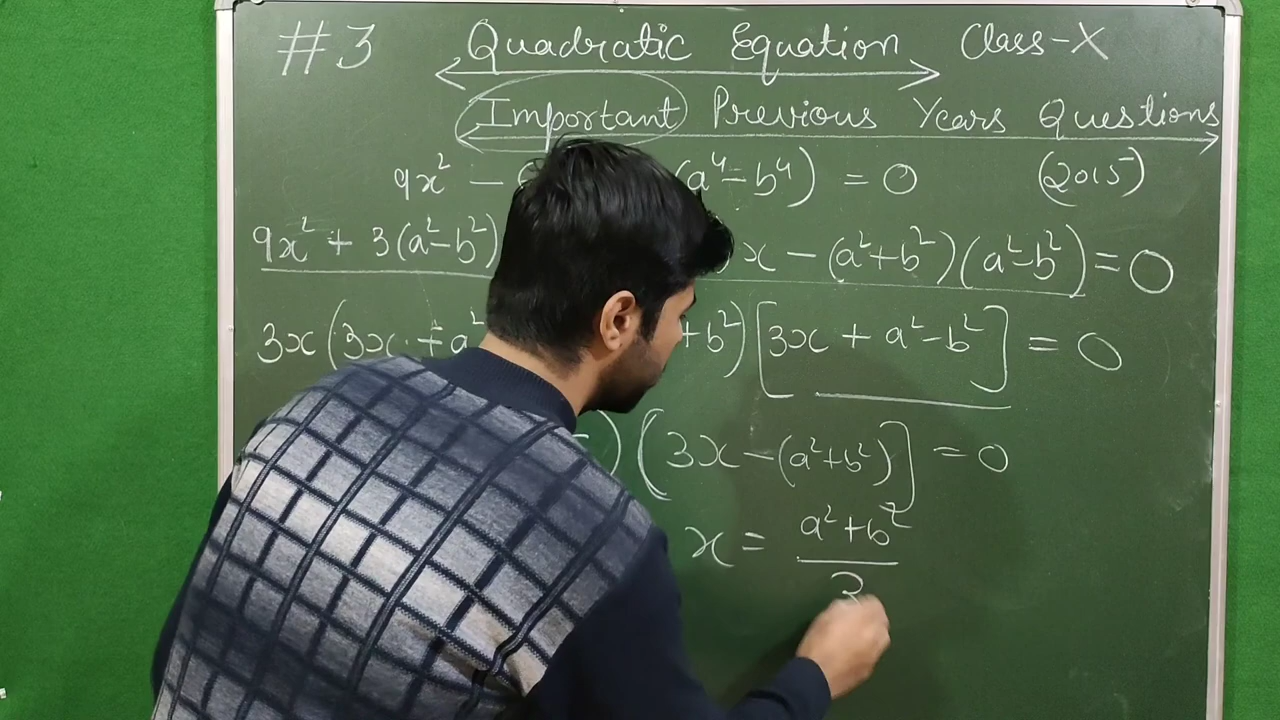 #3 Quadratic Equation Class-X
Important Previous Years Questions
9x² - (a⁴-b⁴) = 0 (2015)
9x² + 3(a²-b²) x - (a²+b²)(a²-b²) = 0
3x(3x + a² +b²)[3x + a²-b²] = 0
)(3x-(a²+b²)] = 0
x = a²+b²
3